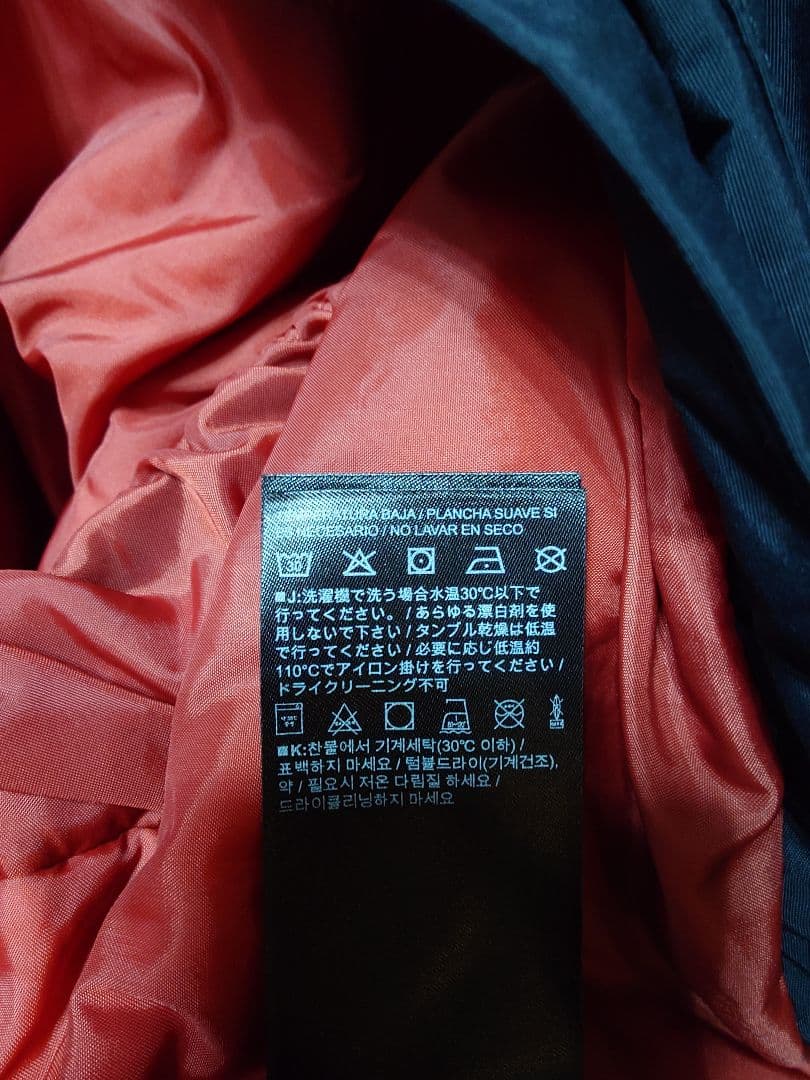 BAJA / PLANCHA SUAVE SI
NECESARIO / NO LAVAR EN SECO
30
■J:洗濯機で洗う場合水温30℃以下で
行ってください。/あらゆる漂白剤を使
用しないで下さい/タンブル乾燥は低温
で行ってください/必要に応じ低温約
110℃でアイロン掛けを行ってください/
ドライクリーニング不可
■K:찬물에서 기계세탁(30℃ 이하) /
표백하지 마세요 / 텀블드라이(기계건조),
약 / 필요시 저온 다림질 하세요 /
드라이클리닝하지 마세요